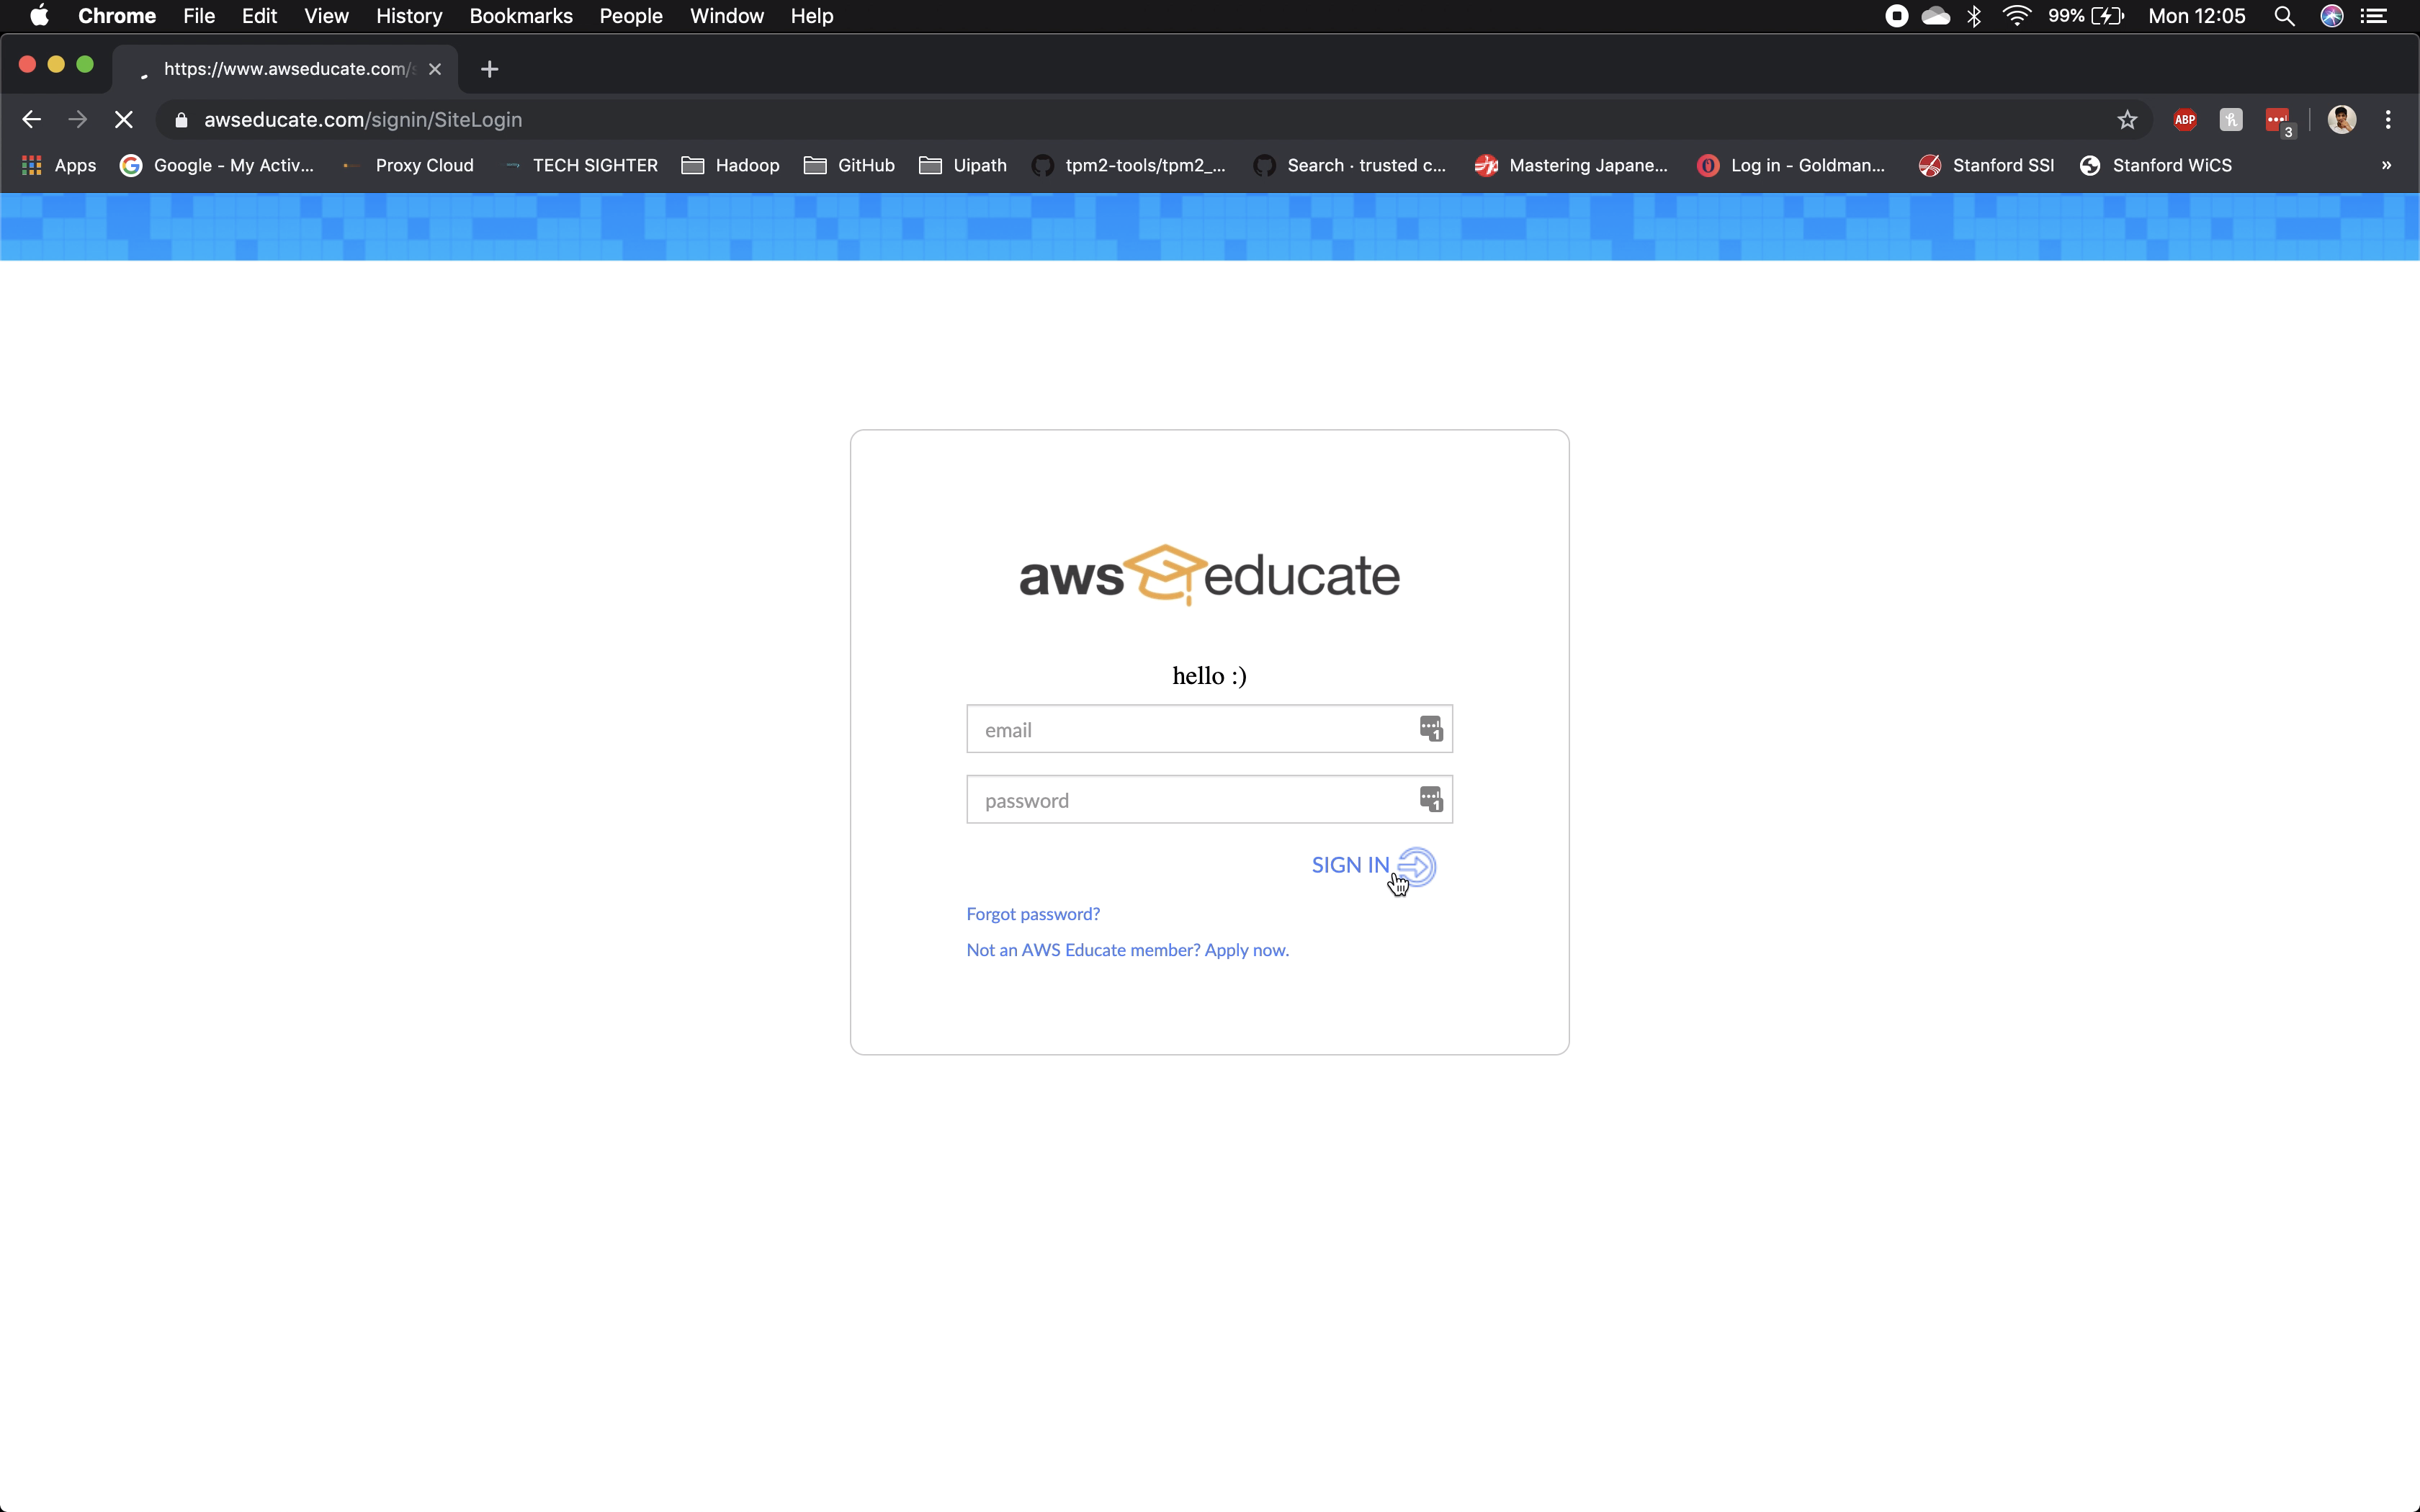 Chrome File Edit View History Bookmarks People Window Help 99% Mon 12:05
https://www.awseducate.com/
awseducate.com/signin/SiteLogin ABP 3
Apps Google - My Activ... Proxy Cloud TECH SIGHTER Hadoop GitHub Uipath tpm2-tools/tpm2_... Search · trusted c... Mastering Japane... Log in - Goldman... Stanford SSI Stanford WiCS »
aws educate
hello :)
email 1
password 1
SIGN IN
Forgot password?
Not an AWS Educate member? Apply now.